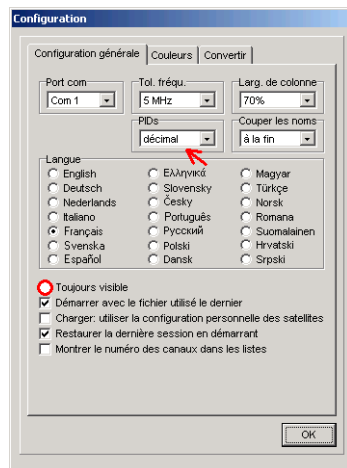 Configuration
Configuration générale Couleurs Convertir
Port com Tol. fréqu. Larg. de colonne
Com 1 5 MHz 70%
PIDs Couper les noms
décimal à la fin
Langue
English Ελληνικά Magyar
Deutsch Slovensky Türkçe
Nederlands Česky Norsk
Italiano Português Romana
Français Русский Suomalainen
Svenska Polski Hrvatski
Español Dansk Srpski
Toujours visible
Démarrer avec le fichier utilisé le dernier
Charger: utiliser la configuration personnelle des satellites
Restaurer la dernière session en démarrant
Montrer le numéro des canaux dans les listes
OK